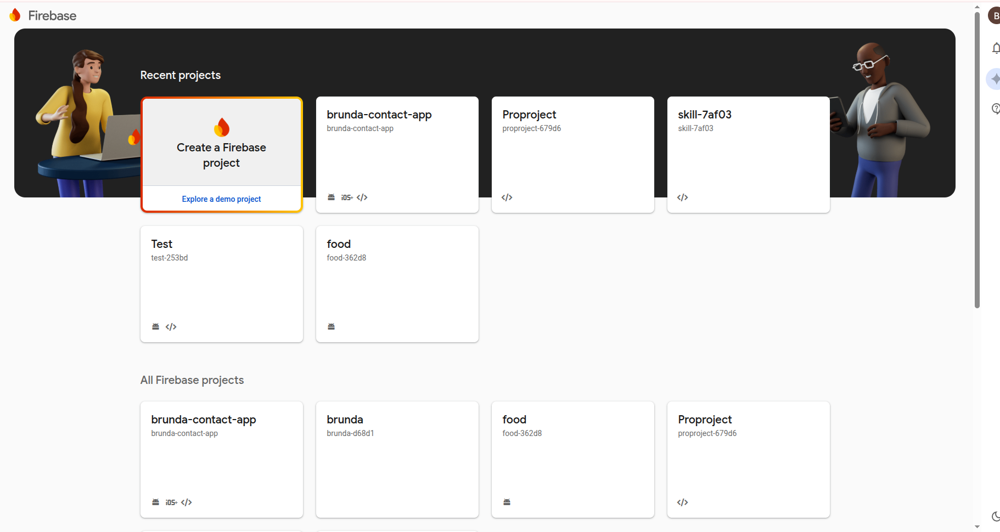 Firebase
B
Recent projects
Create a Firebase
project
Explore a demo project
brunda-contact-app
brunda-contact-app
iOS+ </>
Proproject
proproject-679d6
</>
skill-7af03
skill-7af03
</>
Test
test-253bd
</>
food
food-362d8
All Firebase projects
brunda-contact-app
brunda-contact-app
iOS+ </>
brunda
brunda-d68d1
food
food-362d8
Proproject
proproject-679d6
</>